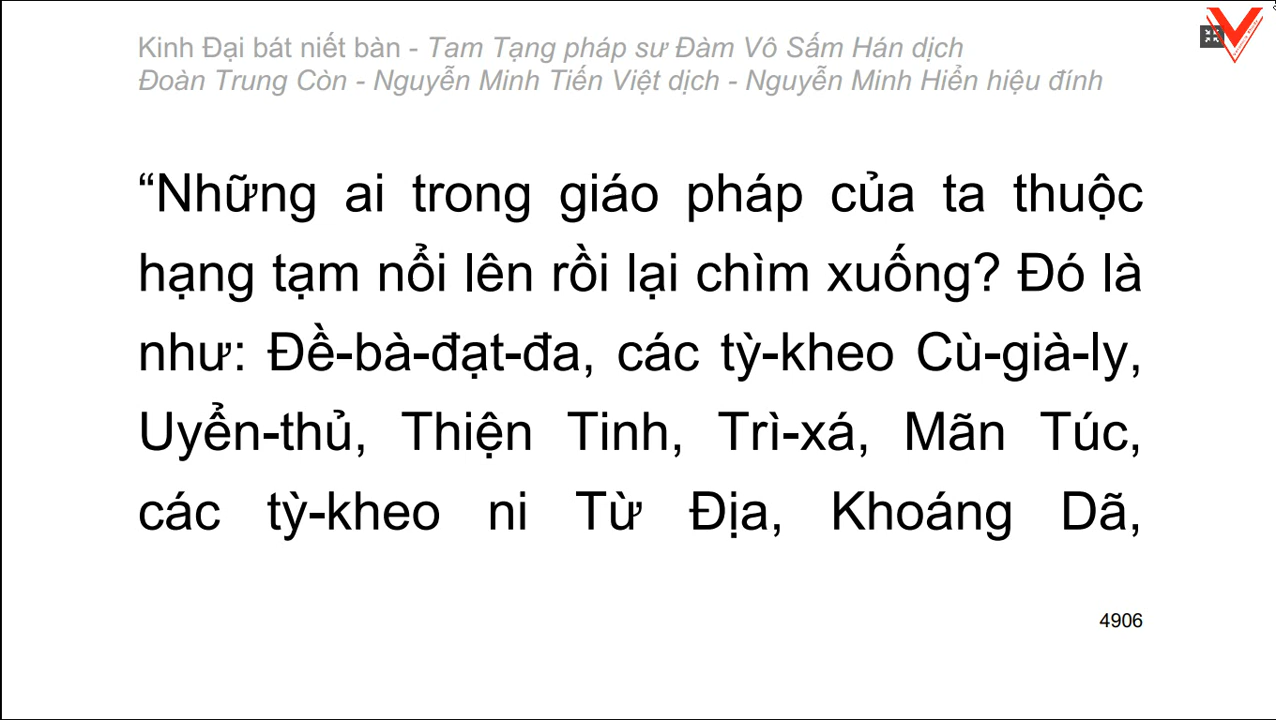 Kinh Đại bát niết bàn - Tam Tạng pháp sư Đàm Vô Sấm Hán dịch
Đoàn Trung Còn - Nguyễn Minh Tiến Việt dịch - Nguyễn Minh Hiển hiệu đính
“Những ai trong giáo pháp của ta thuộc
hạng tạm nổi lên rồi lại chìm xuống? Đó là
như: Đề-bà-đạt-đa, các tỳ-kheo Cù-già-ly,
Uyển-thủ, Thiện Tinh, Trì-xá, Mãn Túc,
các tỳ-kheo ni Từ Địa, Khoáng Dã,
4906